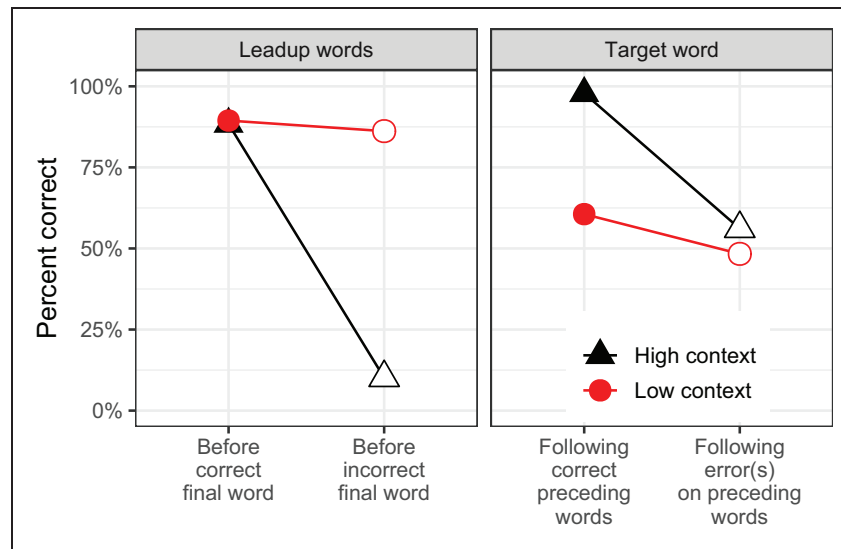 Leadup words
Target word
Percent correct
100%
75%
50%
25%
0%
High context
Low context
Before
correct
final word
Before
incorrect
final word
Following
correct
preceding
words
Following
error(s)
on preceding
words